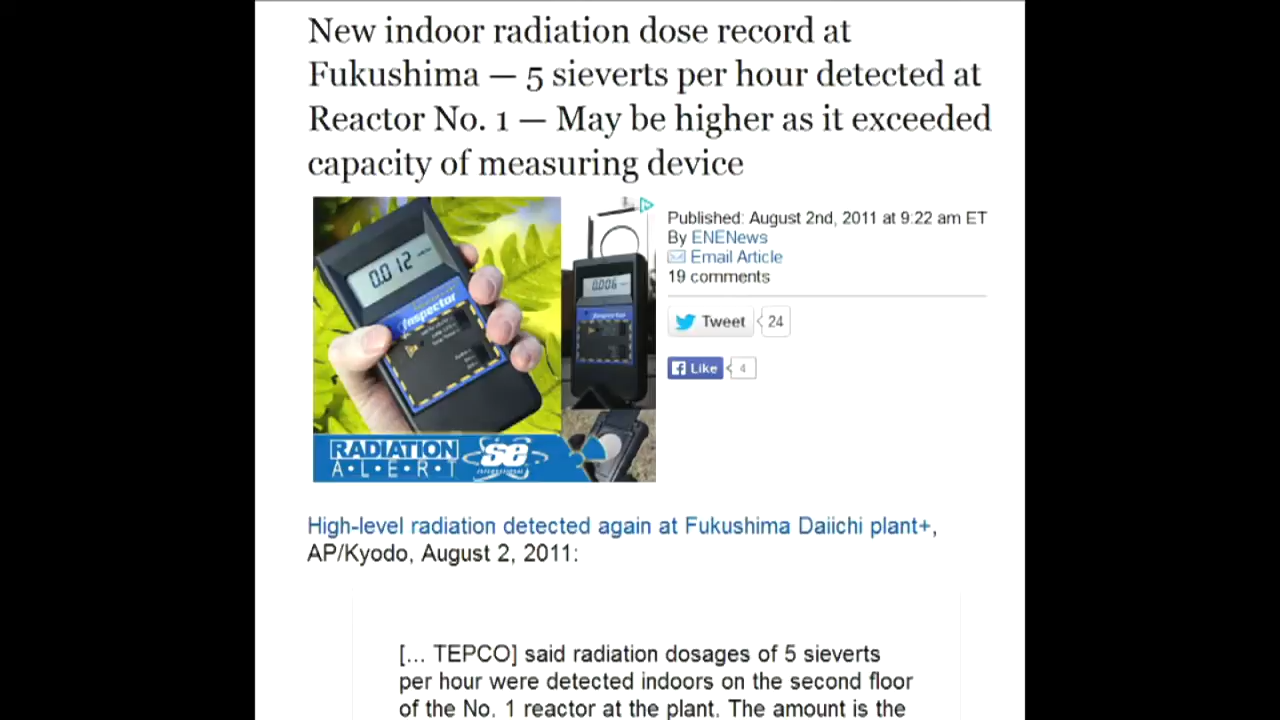 New indoor radiation dose record at
Fukushima — 5 sieverts per hour detected at
Reactor No. 1 — May be higher as it exceeded
capacity of measuring device
0.012
Inspector
0.006
Inspector
RADIATION
A•L•E•R•T
se
INTERNATIONAL
Published: August 2nd, 2011 at 9:22 am ET
By ENENews
Email Article
19 comments
Tweet 24
Like 4
High-level radiation detected again at Fukushima Daiichi plant+,
AP/Kyodo, August 2, 2011:
[... TEPCO] said radiation dosages of 5 sieverts
per hour were detected indoors on the second floor
of the No. 1 reactor at the plant. The amount is the